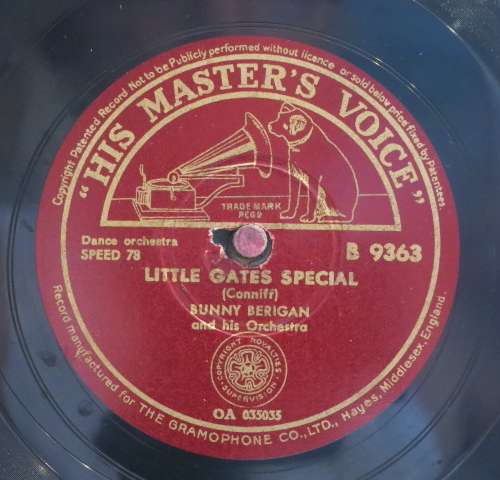 Copyright Patented Record Not to be Publicly performed without licence or sold below price fixed by Patentees.
"HIS MASTER'S VOICE"
TRADE MARK
REGD
Dance orchestra
SPEED 78
B 9363
LITTLE GATES SPECIAL
(Conniff)
BUNNY BERIGAN
and his Orchestra
COPYRIGHT ROYALTIES
SUPERVISION
OA 035035
Record manufactured for THE GRAMOPHONE CO., LTD., Hayes, Middlesex, England.